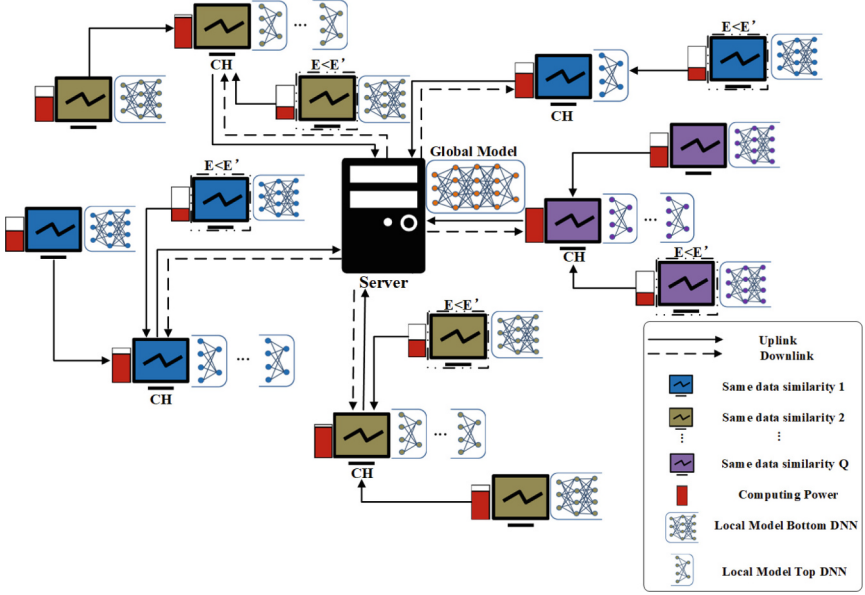 CH
E<E'
E<E'
CH
Global Model
E<E'
CH
E<E'
Server
E<E'
CH
CH
Uplink
Downlink
Same data similarity 1
Same data similarity 2
Same data similarity Q
Computing Power
Local Model Bottom DNN
Local Model Top DNN